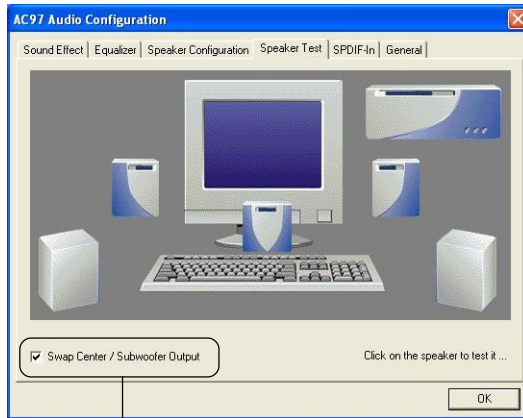 AC97 Audio Configuration
Sound Effect Equalizer Speaker Configuration Speaker Test SPDIF-In General
Swap Center / Subwoofer Output
Click on the speaker to test it ...
OK